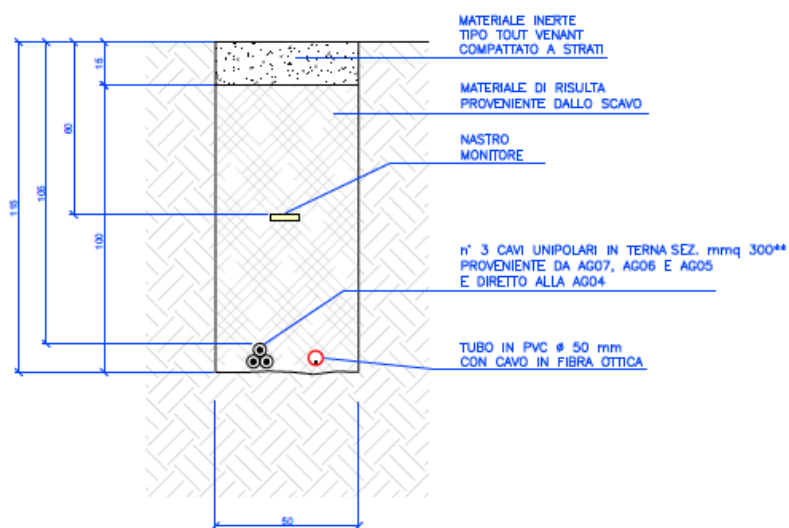 MATERIALE INERTE
TIPO TOUT VENANT
COMPATTATO A STRATI
MATERIALE DI RISULTA
PROVENIENTE DALLO SCAVO
NASTRO
MONITORE
n° 3 CAVI UNIPOLARI IN TERNA SEZ. mmq 300**
PROVENIENTE DA AG07, AG06 E AG05
E DIRETTO ALLA AG04
TUBO IN PVC ø 50 mm
CON CAVO IN FIBRA OTTICA
115
105
60
15
100
50